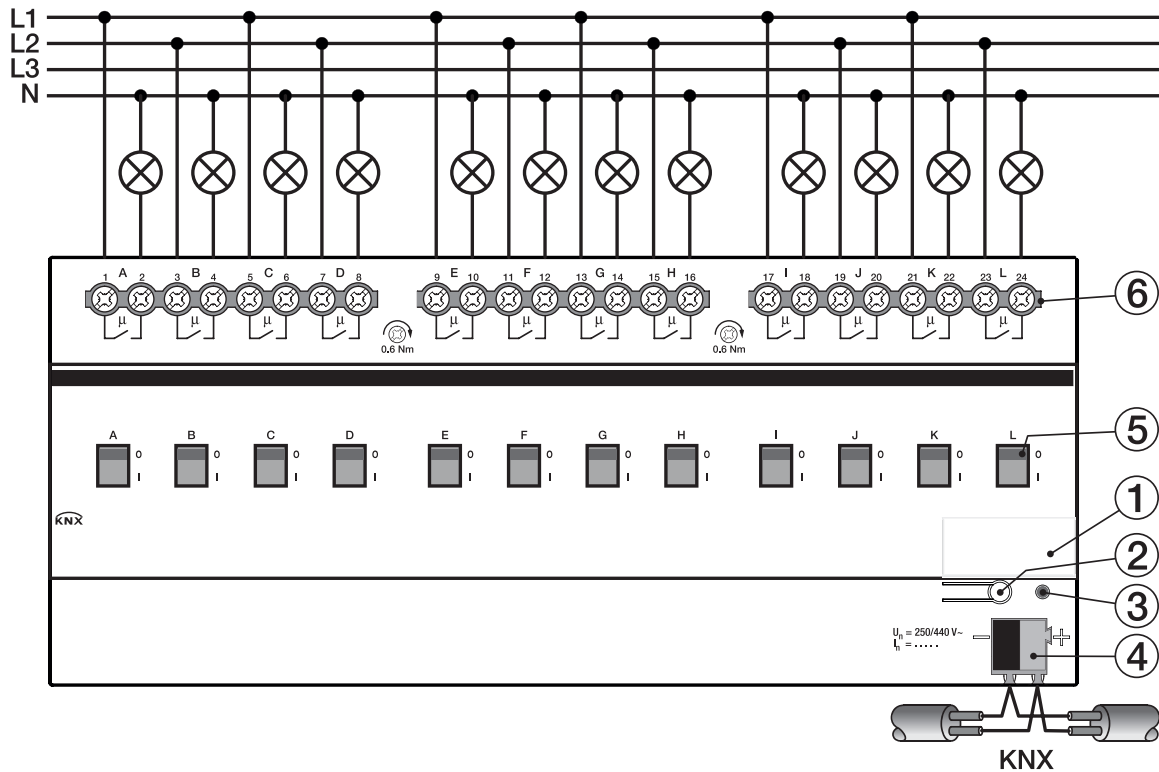 L1
L2
L3
N
1 A 2 3 B 4 5 C 6 7 D 8 9 E 10 11 F 12 13 G 14 15 H 16 17 I 18 19 J 20 21 K 22 23 L 24
6
µ µ µ µ µ µ µ µ µ µ µ µ
0.6 Nm 0.6 Nm
A B C D E F G H I J K L
5
0 0 0 0 0 0 0 0 0 0 0 0
I I I I I I I I I I I I
1
KNX
2
3
Un = 250/440 V~
In = .....
− +
4
KNX